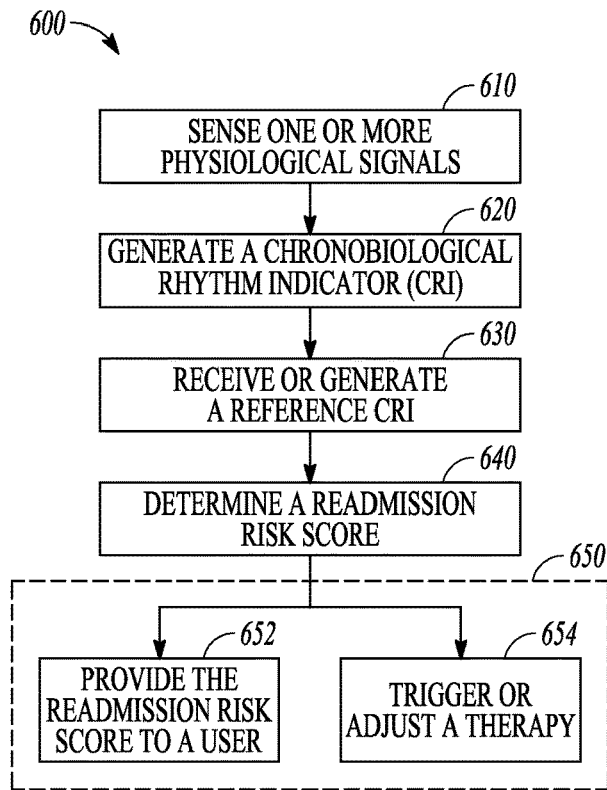 600
610
SENSE ONE OR MORE
PHYSIOLOGICAL SIGNALS
620
GENERATE A CHRONOBIOLOGICAL
RHYTHM INDICATOR (CRI)
630
RECEIVE OR GENERATE
A REFERENCE CRI
640
DETERMINE A READMISSION
RISK SCORE
650
652
PROVIDE THE
READMISSION RISK
SCORE TO A USER
654
TRIGGER OR
ADJUST A THERAPY